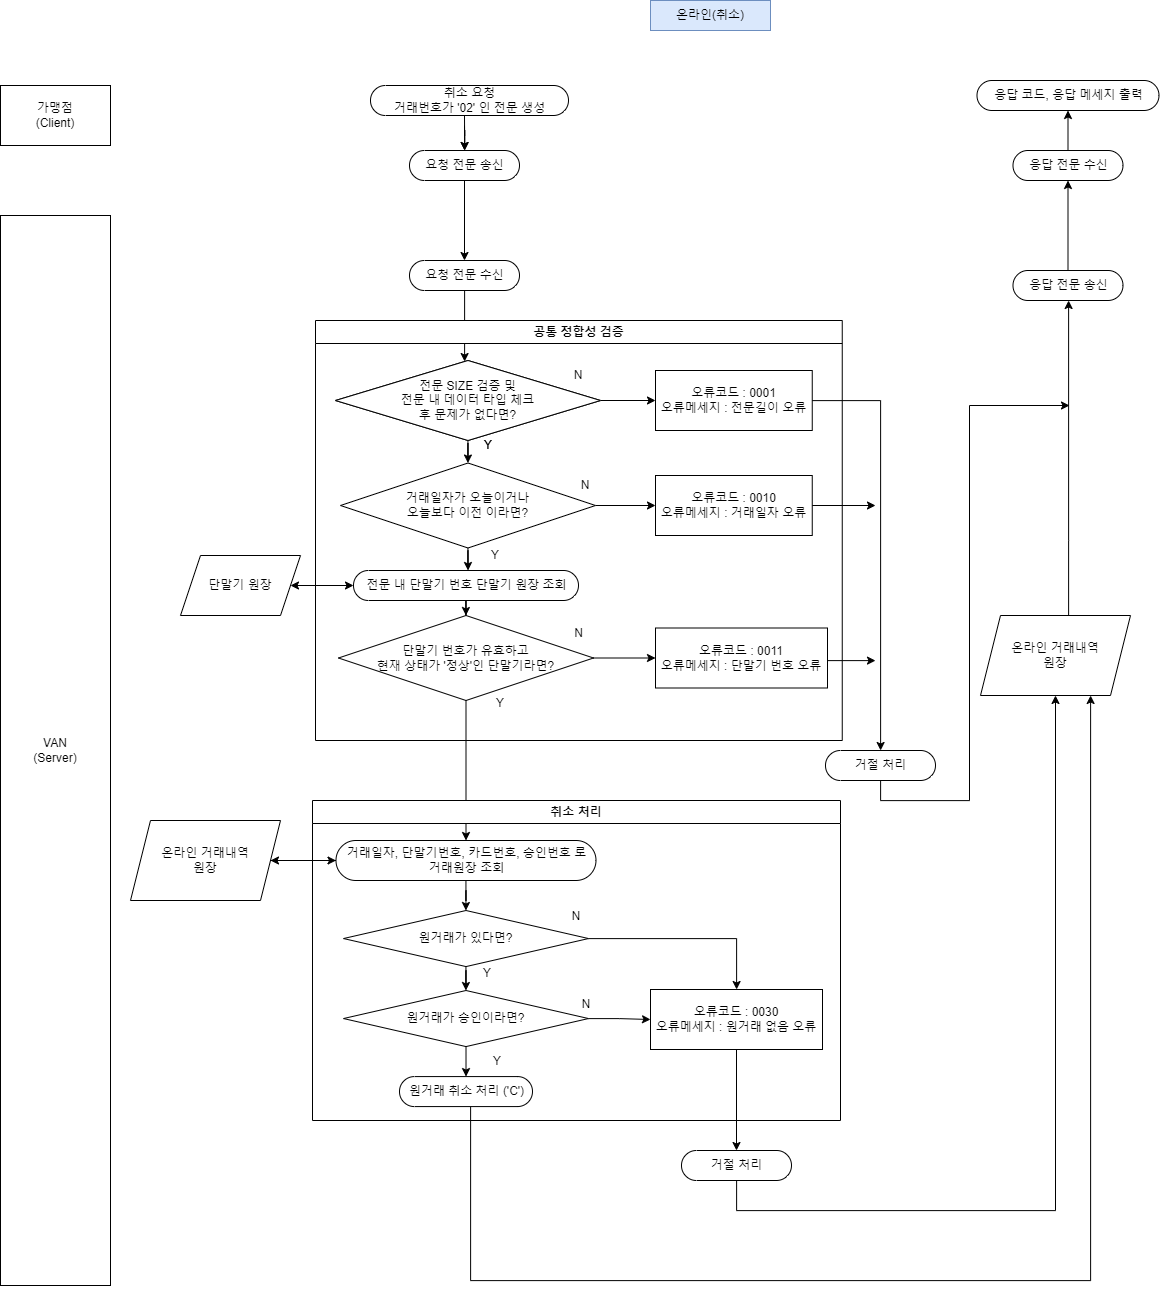 온라인(취소)
가맹점
(Client)
취소 요청
거래번호가 '02' 인 전문 생성
응답 코드, 응답 메세지 출력
요청 전문 송신
응답 전문 수신
요청 전문 수신
응답 전문 송신
공통 정합성 검증
전문 SIZE 검증 및
전문 내 데이터 타입 체크
후 문제가 없다면?
N
오류코드 : 0001
오류메세지 : 전문길이 오류
Y
거래일자가 오늘이거나
오늘보다 이전 이라면?
N
오류코드 : 0010
오류메세지 : 거래일자 오류
Y
단말기 원장
전문 내 단말기 번호 단말기 원장 조회
단말기 번호가 유효하고
현재 상태가 '정상'인 단말기라면?
N
오류코드 : 0011
오류메세지 : 단말기 번호 오류
Y
온라인 거래내역
원장
VAN
(Server)
거절 처리
취소 처리
온라인 거래내역
원장
거래일자, 단말기번호, 카드번호, 승인번호 로
거래원장 조회
원거래가 있다면?
N
Y
원거래가 승인이라면?
N
오류코드 : 0030
오류메세지 : 원거래 없음 오류
Y
원거래 취소 처리 ('C')
거절 처리